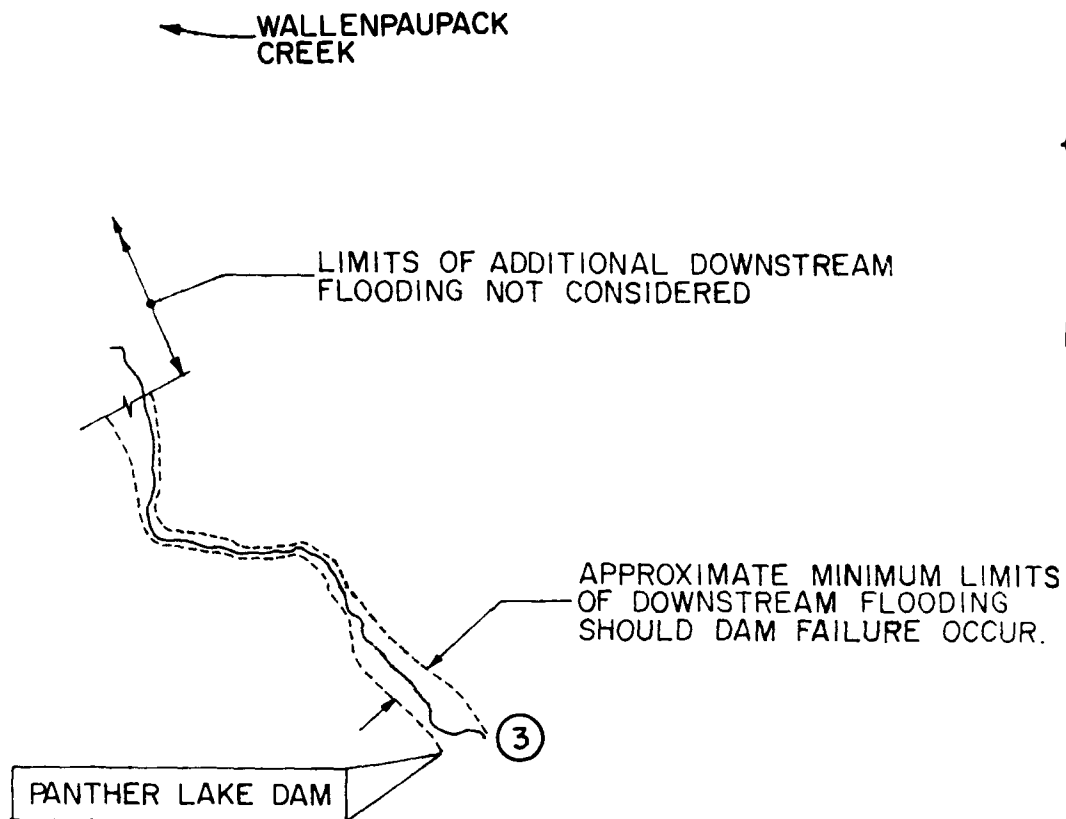 WALLENPAUPACK
CREEK
LIMITS OF ADDITIONAL DOWNSTREAM
FLOODING NOT CONSIDERED
APPROXIMATE MINIMUM LIMITS
OF DOWNSTREAM FLOODING
SHOULD DAM FAILURE OCCUR.
3
PANTHER LAKE DAM